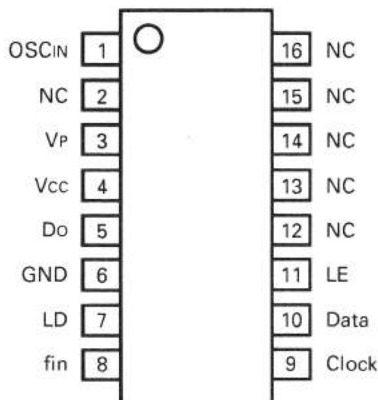 OSCIN 1 16 NC
NC 2 15 NC
VP 3 14 NC
VCC 4 13 NC
DO 5 12 NC
GND 6 11 LE
LD 7 10 Data
fin 8 9 Clock